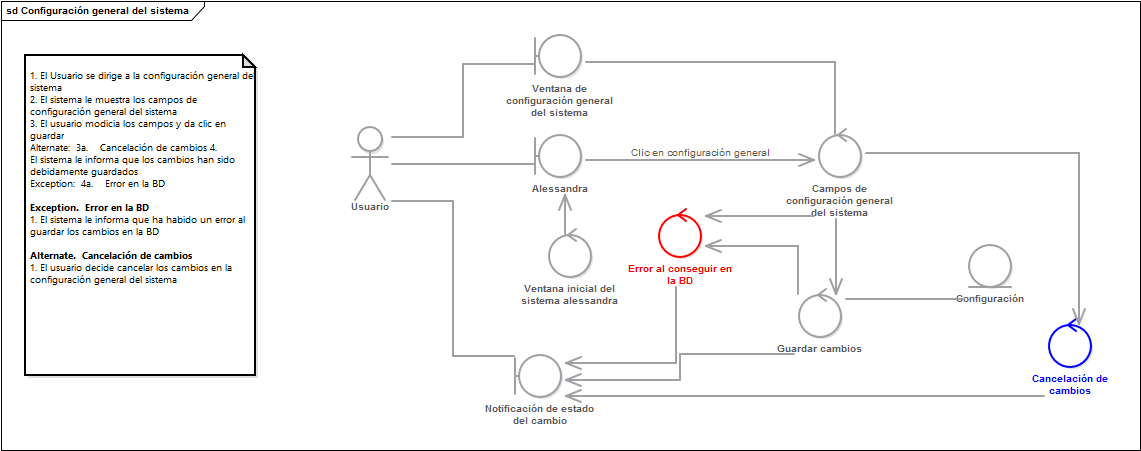 sd Configuración general del sistema
1. El Usuario se dirige a la configuración general de
sistema
2. El sistema le muestra los campos de
configuración general del sistema
3. El usuario modicia los campos y da clic en
guardar
Alternate: 3a. Cancelación de cambios 4.
El sistema le informa que los cambios han sido
debidamente guardados
Exception: 4a. Error en la BD
Exception. Error en la BD
1. El sistema le informa que ha habido un error al
guardar los cambios en la BD
Alternate. Cancelación de cambios
1. El usuario decide cancelar los cambios en la
configuración general del sistema
Ventana de
configuración general
del sistema
Clic en configuración general
Alessandra
Campos de
configuración general
del sistema
Usuario
Error al conseguir en
la BD
Ventana inicial del
sistema alessandra
Configuración
Guardar cambios
Cancelación de
cambios
Notificación de estado
del cambio